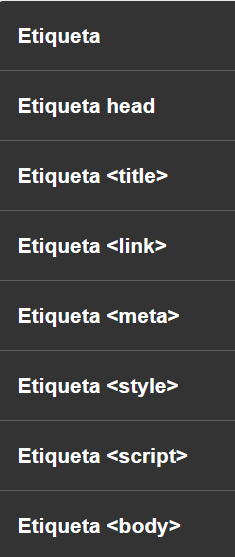 Etiqueta
Etiqueta head
Etiqueta <title>
Etiqueta <link>
Etiqueta <meta>
Etiqueta <style>
Etiqueta <script>
Etiqueta <body>